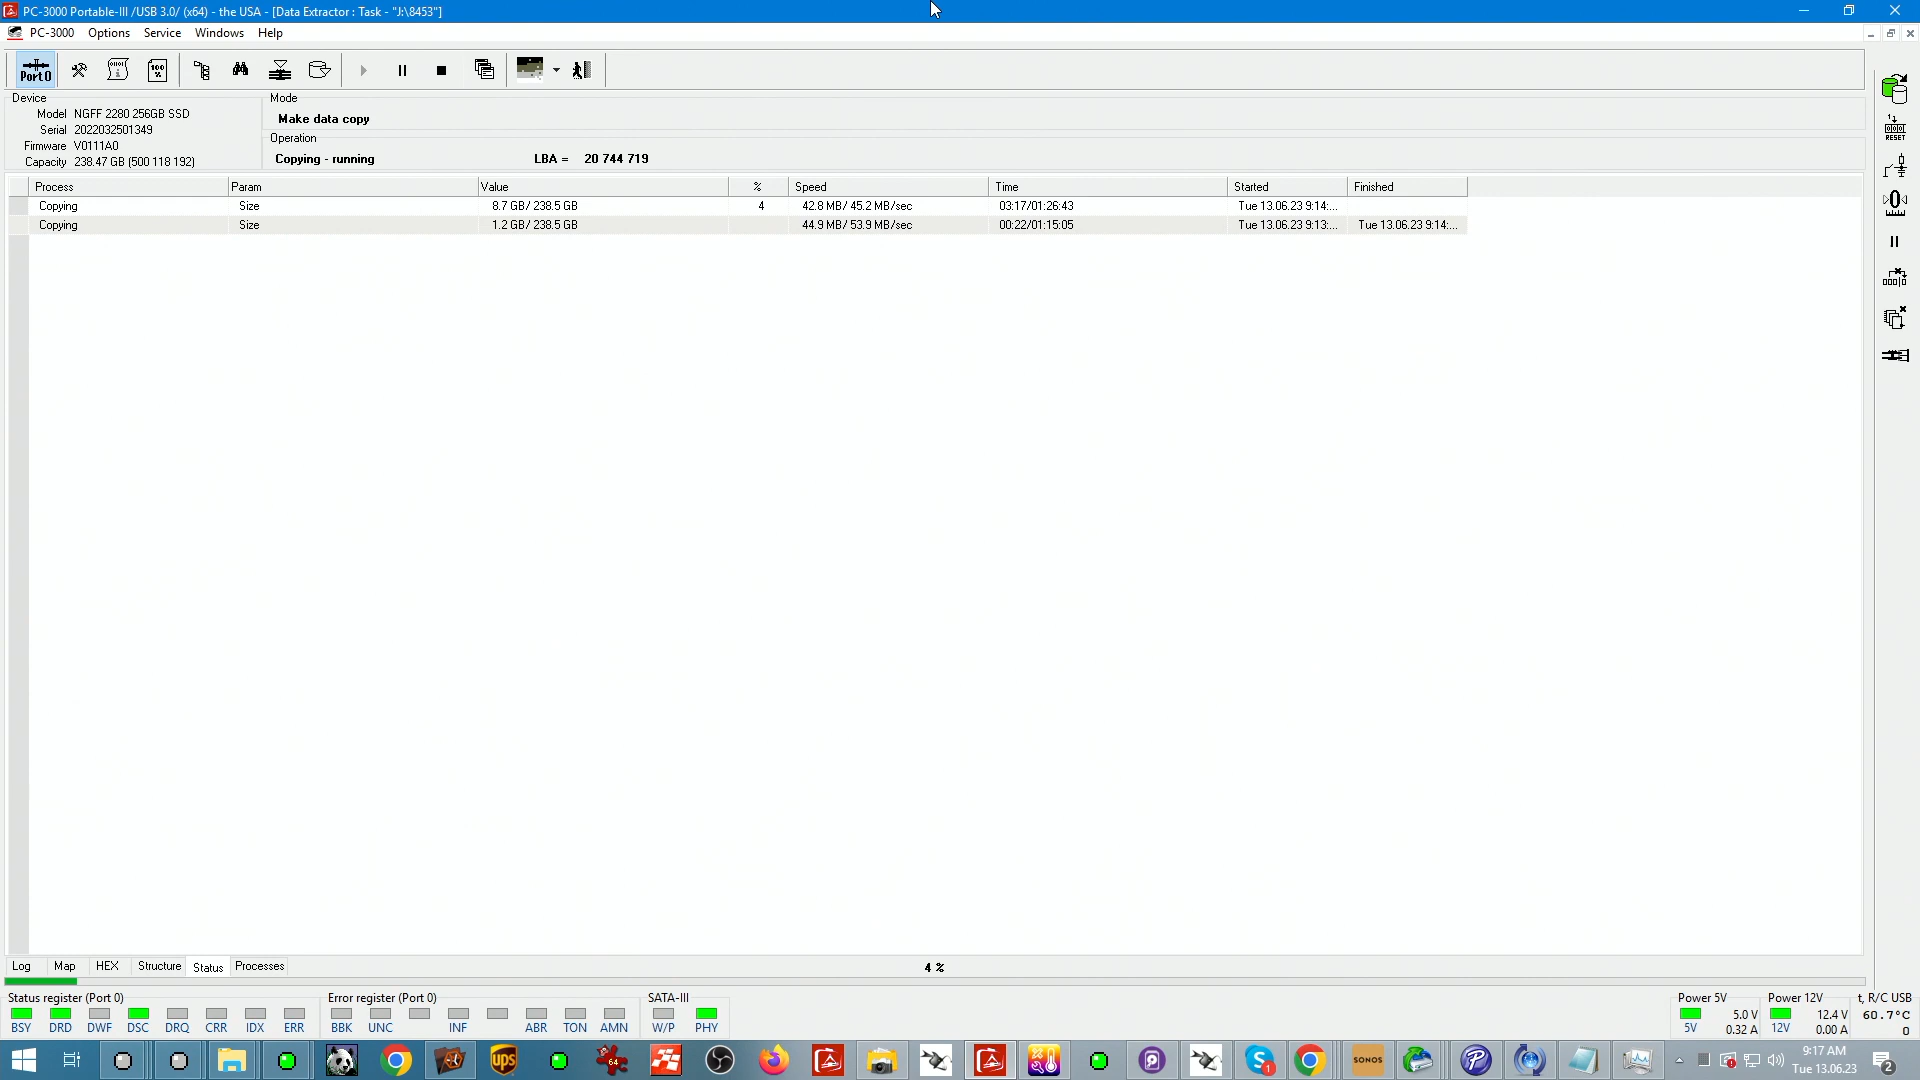 PC-3000 Portable-III /USB 3.0/ (x64) - the USA - [Data Extractor : Task - "J:\8453"]
PC-3000 Options Service Windows Help
Port 0
100 %
RESET
Device
Model NGFF 2280 256GB SSD
Serial 2022032501349
Firmware V0111A0
Capacity 238.47 GB (500 118 192)
Mode
Make data copy
Operation
Copying - running LBA = 20 744 719
Process Param Value % Speed Time Started Finished
Copying Size 8.7 GB/ 238.5 GB 4 42.8 MB/ 45.2 MB/sec 03:17/01:26:43 Tue 13.06.23 9:14:...
Copying Size 1.2 GB/ 238.5 GB 44.9 MB/ 53.9 MB/sec 00:22/01:15:05 Tue 13.06.23 9:13:... Tue 13.06.23 9:14:...
Log Map HEX Structure Status Processes 4 %
Status register (Port 0) Error register (Port 0) SATA-III Power 5V Power 12V t, R/C USB
5.0 V 12.4 V 60.7°C
BSY DRD DWF DSC DRQ CRR IDX ERR BBK UNC INF ABR TON AMN W/P PHY 5V 0.32 A 12V 0.00 A 0
ups 64 1 SONOS
9:17 AM
Tue 13.06.23
2